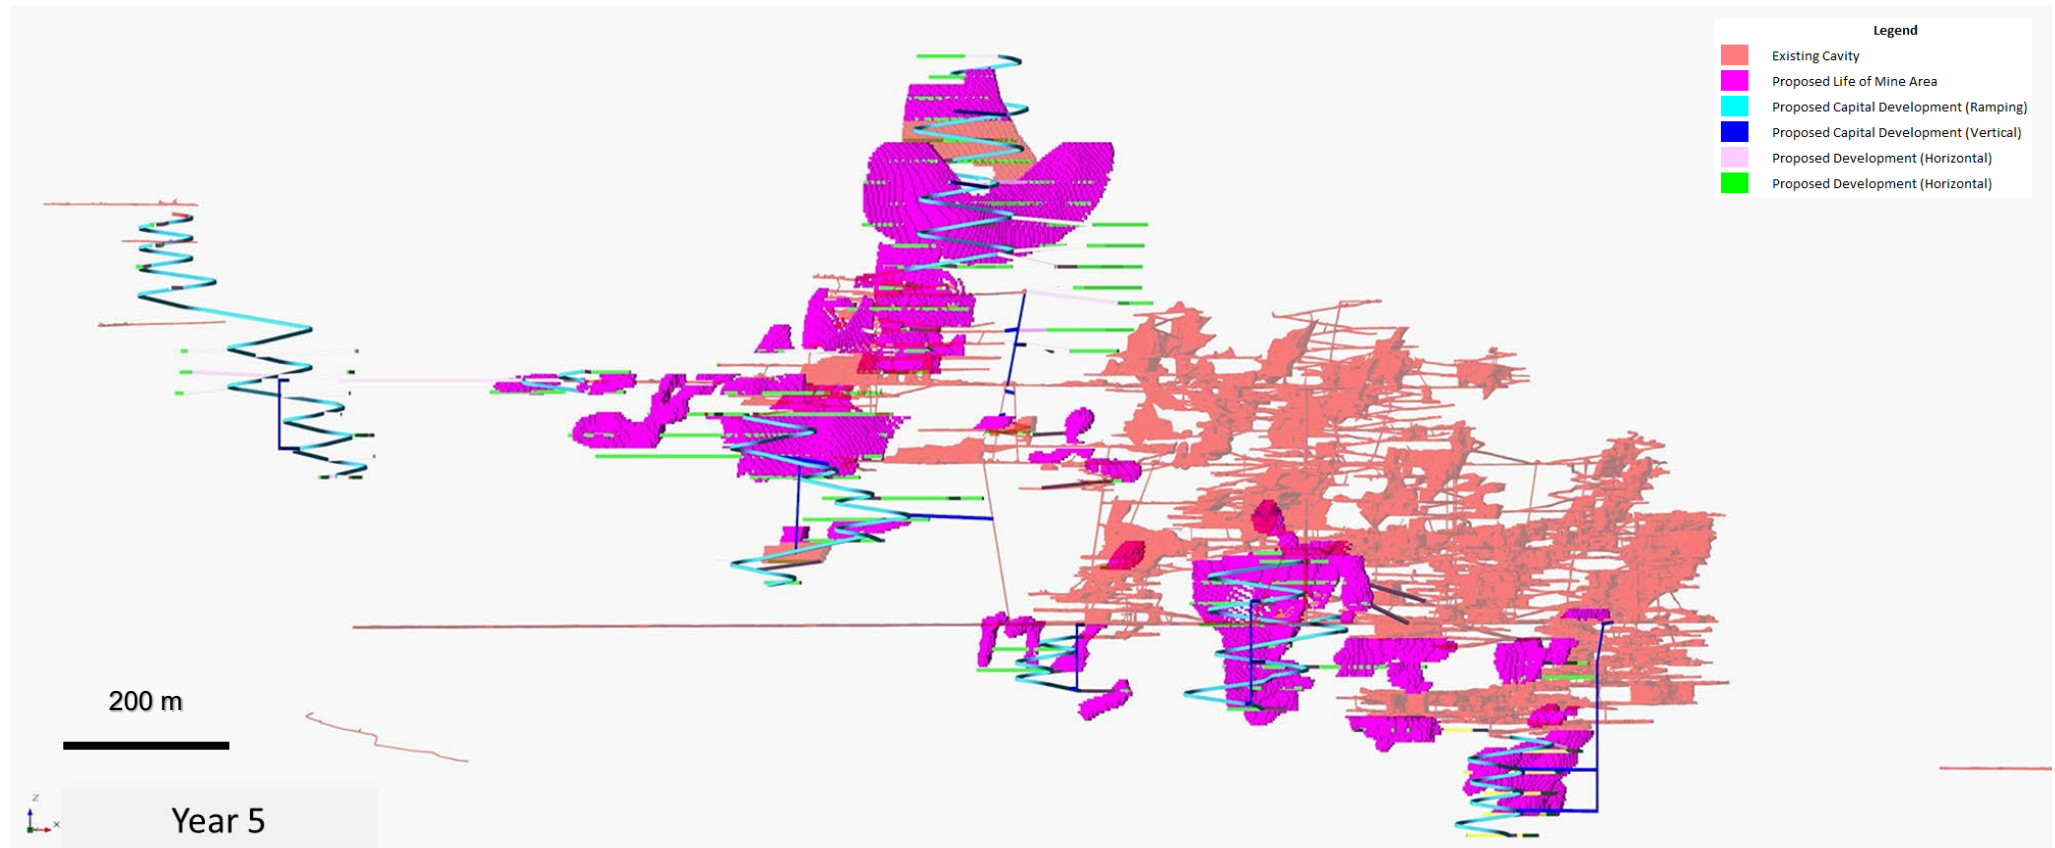 Legend
Existing Cavity
Proposed Life of Mine Area
Proposed Capital Development (Ramping)
Proposed Capital Development (Vertical)
Proposed Development (Horizontal)
Proposed Development (Horizontal)
200 m
Z
X
Year 5